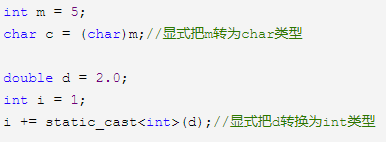 int m = 5;
char c = (char)m;//显式把m转为char类型
double d = 2.0;
int i = 1;
i += static_cast<int>(d);//显式把d转换为int类型